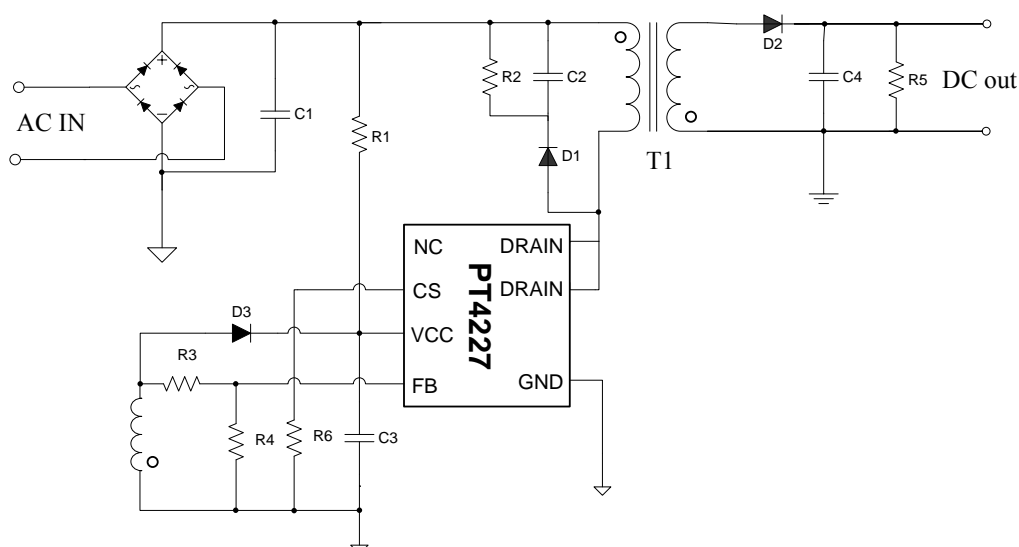 D2
R2
C2
C4
R5
DC out
C1
AC IN
R1
D1
T1
NC
DRAIN
CS
DRAIN
PT4227
D3
VCC
R3
FB
GND
R4
R6
C3